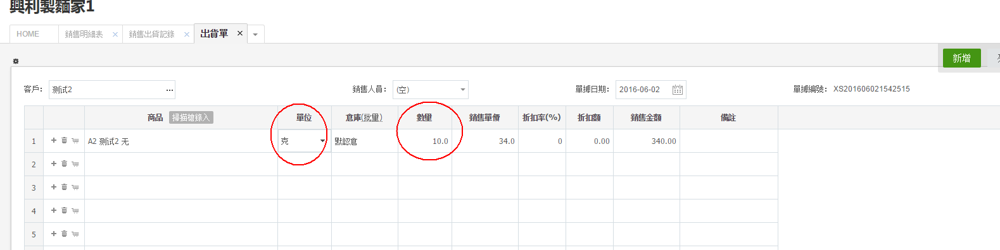 興利製麵家1
HOME 銷售明細表 銷售出貨記錄 出貨單
新增
客戶： 测试2 銷售人員： (空) 單據日期： 2016-06-02 單據編號： XS201606021542515
商品 掃描槍錄入 單位 倉庫(批量) 數量 銷售單價 折扣率(%) 折扣額 銷售金額 備註
1 A2 测试2 无 克 默認倉 10.0 34.0 0 0.00 340.00
2
3
4
5